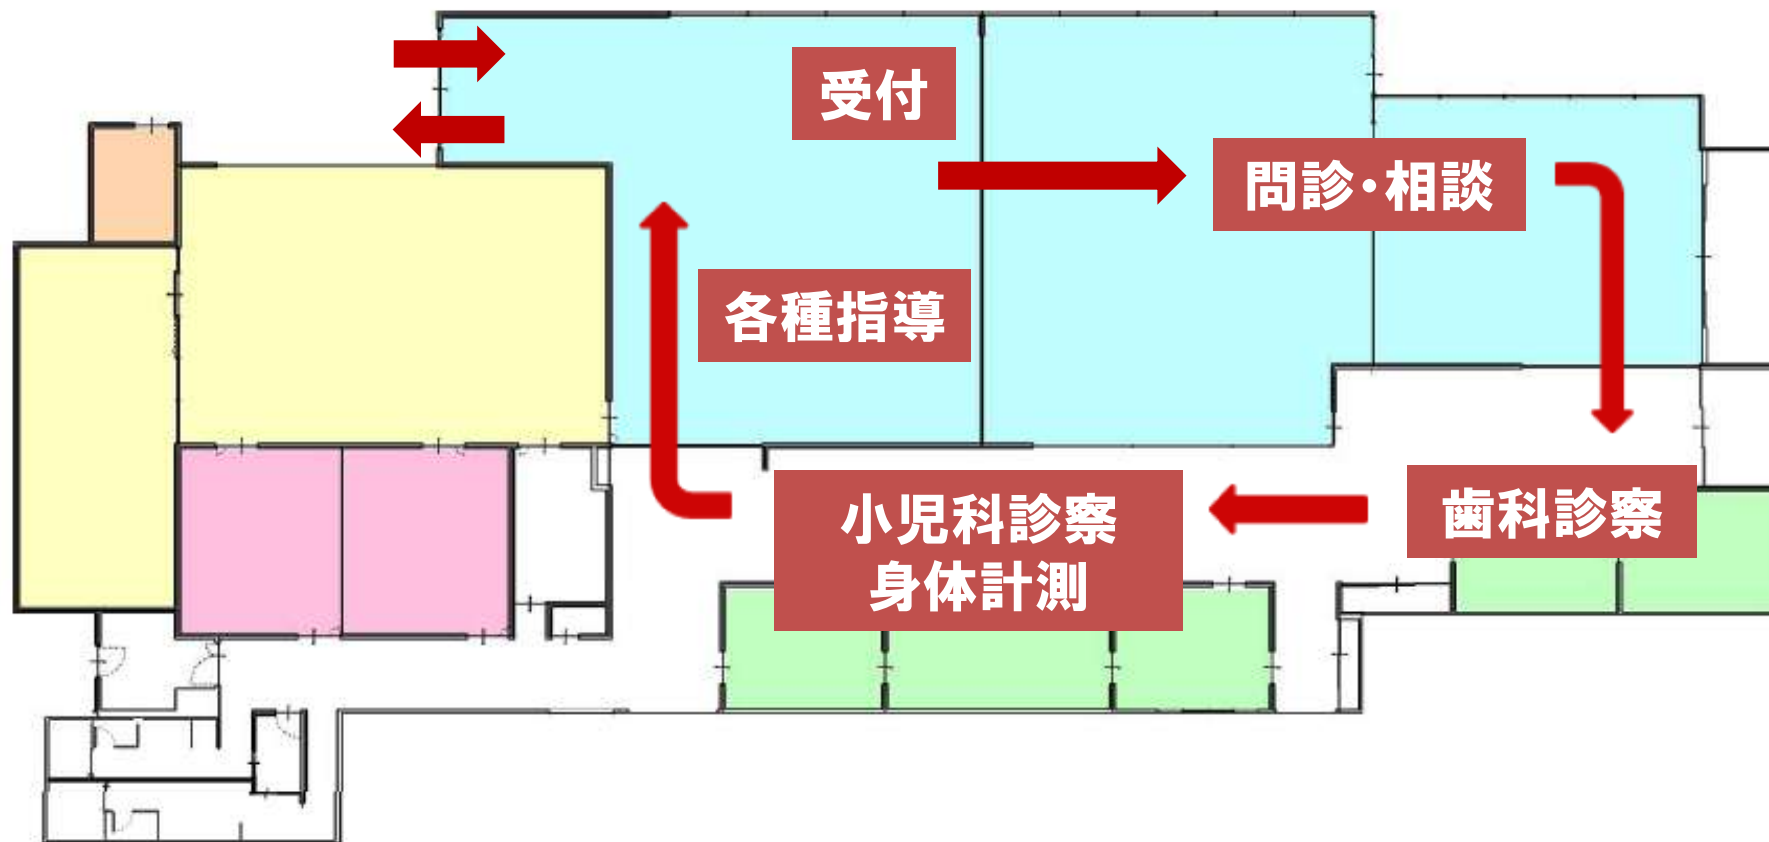 受付
問診・相談
各種指導
小児科診察
身体計測
歯科診察